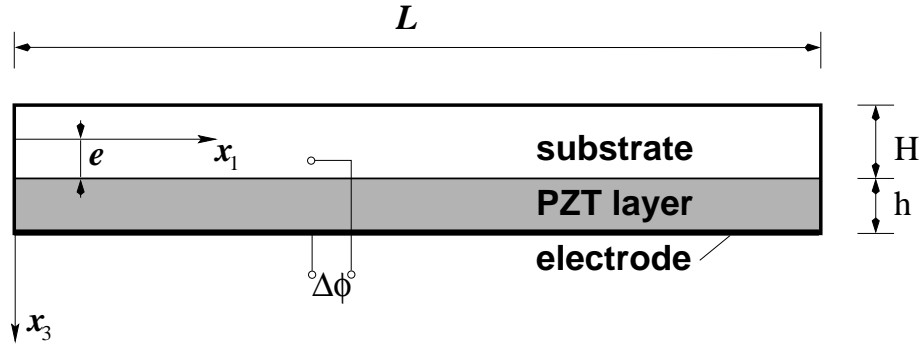 L
e
x₁
substrate
H
PZT layer
h
electrode
Δϕ
x₃